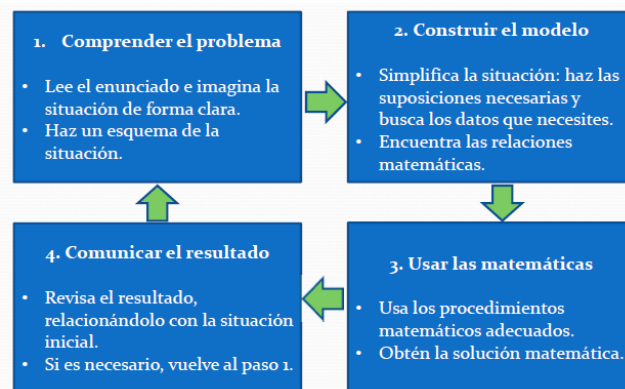 1. Comprender el problema
• Lee el enunciado e imagina la
situación de forma clara.
• Haz un esquema de la
situación.
2. Construir el modelo
• Simplifica la situación: haz las
suposiciones necesarias y
busca los datos que necesites.
• Encuentra las relaciones
matemáticas.
3. Usar las matemáticas
• Usa los procedimientos
matemáticos adecuados.
• Obtén la solución matemática.
4. Comunicar el resultado
• Revisa el resultado,
relacionándolo con la situación
inicial.
• Si es necesario, vuelve al paso 1.